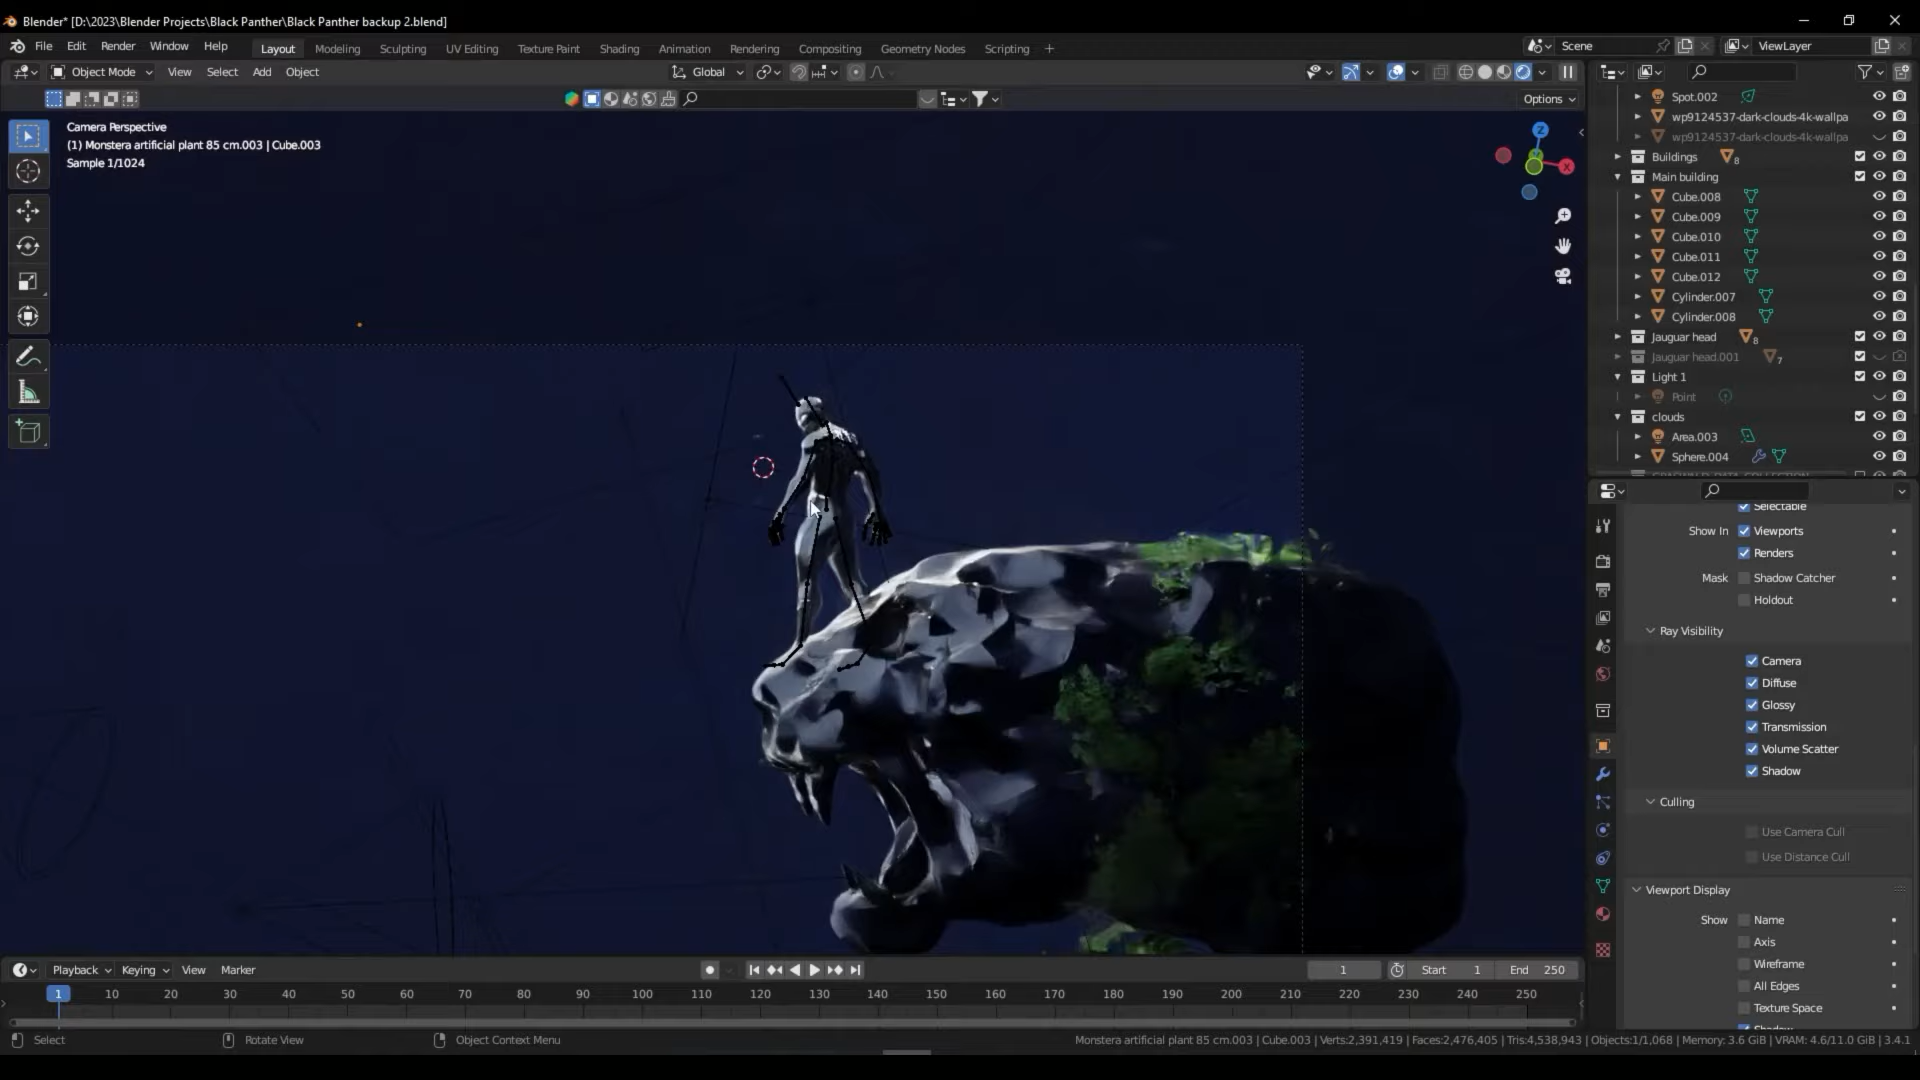 Blender* [D:\2023\Blender Projects\Black Panther\Black Panther backup 2.blend]
File Edit Render Window Help
Layout Modeling Sculpting UV Editing Texture Paint Shading Animation Rendering Compositing Geometry Nodes Scripting +
Scene
ViewLayer
Object Mode View Select Add Object
Global
Options
Camera Perspective
(1) Monstera artificial plant 85 cm.003 | Cube.003
Sample 1/1024
Z
X
Spot.002
wp9124537-dark-clouds-4k-wallpa
wp9124537-dark-clouds-4k-wallpa
Buildings 8
Main building
Cube.008
Cube.009
Cube.010
Cube.011
Cube.012
Cylinder.007
Cylinder.008
Jauguar head 8
Jauguar head.001 7
Light 1
Point
clouds
Area.003
Sphere.004
Selectable
Show In Viewports
Renders
Mask Shadow Catcher
Holdout
Ray Visibility
Camera
Diffuse
Glossy
Transmission
Volume Scatter
Shadow
Culling
Use Camera Cull
Use Distance Cull
Viewport Display
Show Name
Axis
Wireframe
All Edges
Texture Space
Shadow
Playback Keying View Marker
1 Start 1 End 250
1 10 20 30 40 50 60 70 80 90 100 110 120 130 140 150 160 170 180 190 200 210 220 230 240 250
Select Rotate View Object Context Menu
Monstera artificial plant 85 cm.003 | Cube.003 | Verts:2,391,419 | Faces:2,476,405 | Tris:4,538,943 | Objects:1/1,068 | Memory: 3.6 GiB | VRAM: 4.6/11.0 GiB | 3.4.1